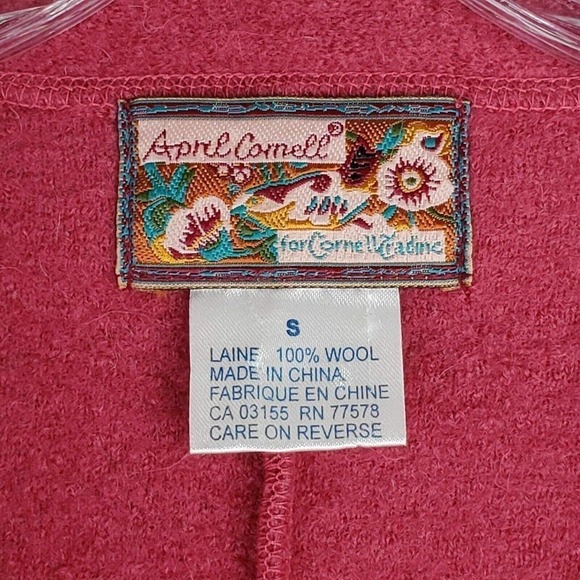 April Cornell®
for Cornell Trading
S
LAINE 100% WOOL
MADE IN CHINA
FABRIQUE EN CHINE
CA 03155 RN 77578
CARE ON REVERSE